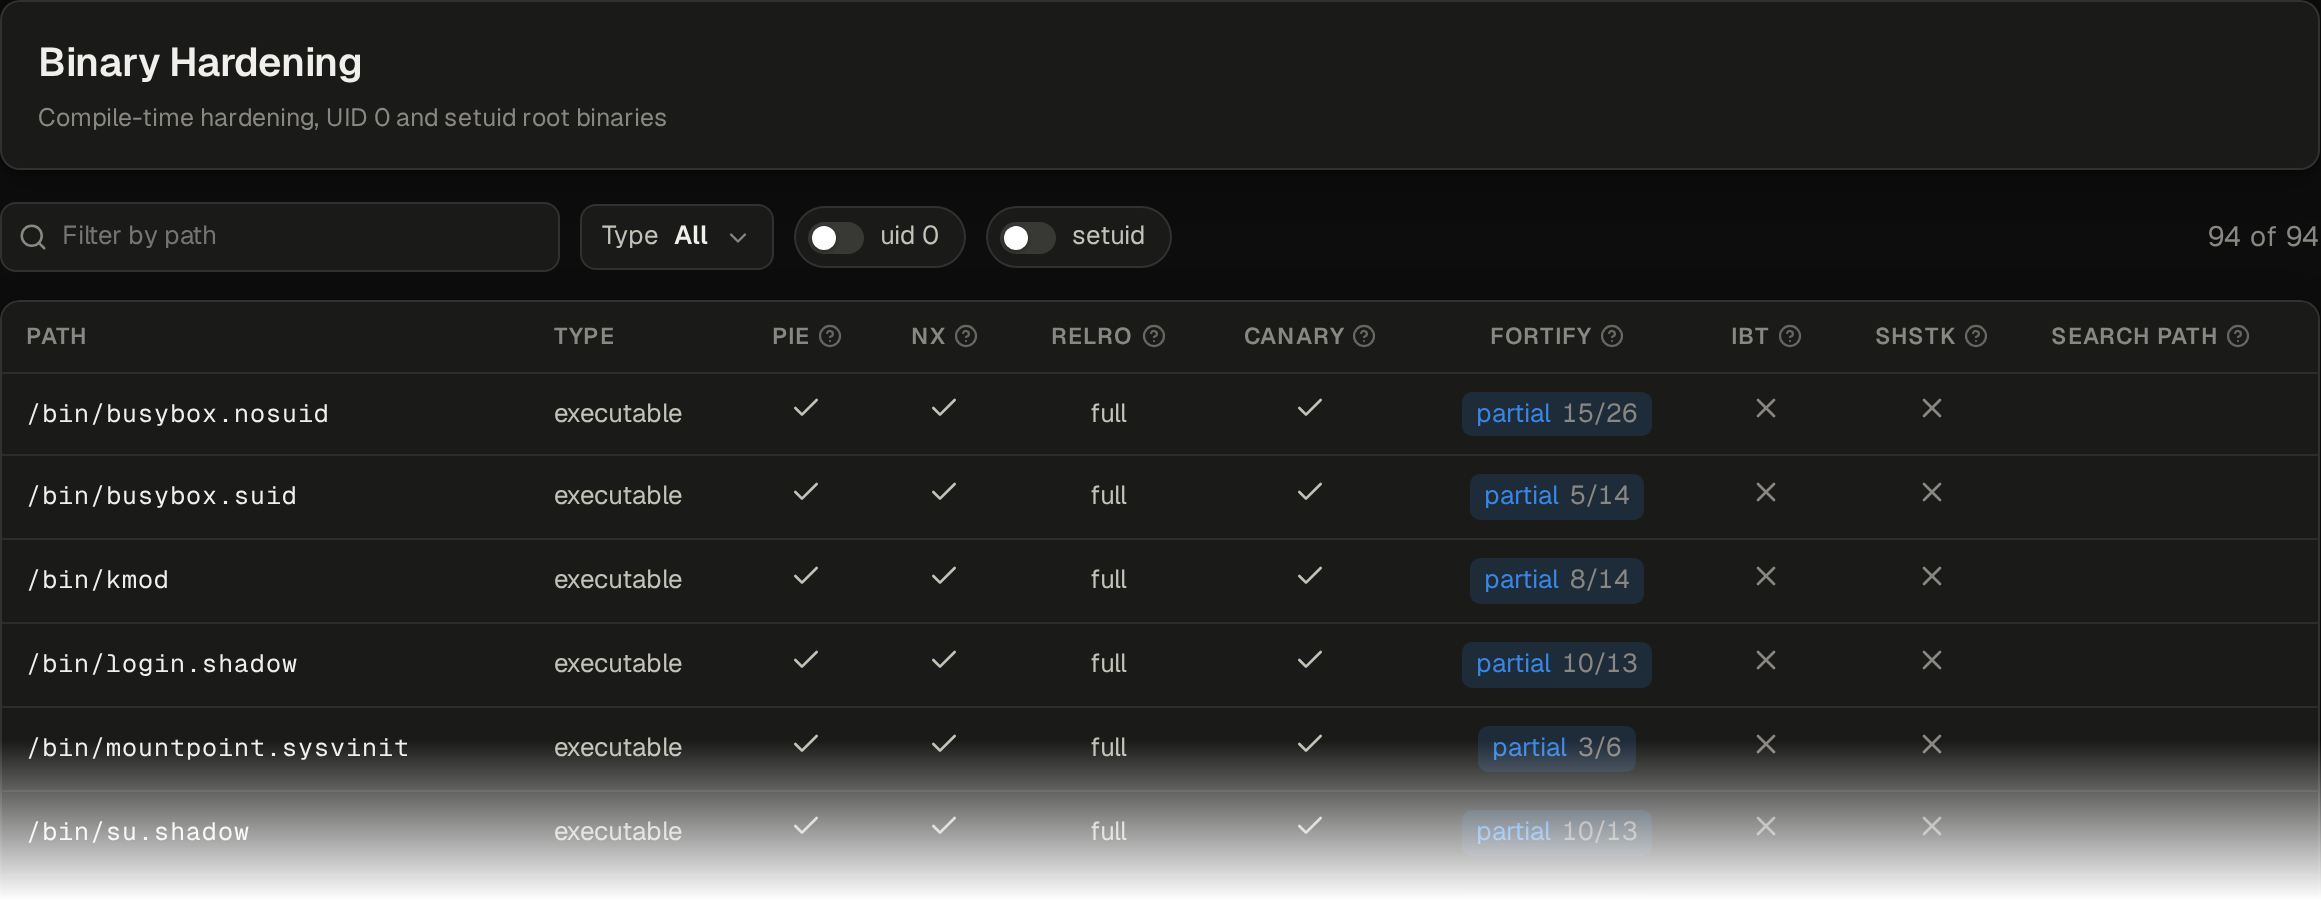 Binary Hardening
Compile-time hardening, UID 0 and setuid root binaries
Filter by path Type All uid 0 setuid 94 of 94
PATH TYPE PIE NX RELRO CANARY FORTIFY IBT SHSTK SEARCH PATH
/bin/busybox.nosuid executable full partial 15/26
/bin/busybox.suid executable full partial 5/14
/bin/kmod executable full partial 8/14
/bin/login.shadow executable full partial 10/13
/bin/mountpoint.sysvinit executable full partial 3/6
/bin/su.shadow executable full partial 10/13